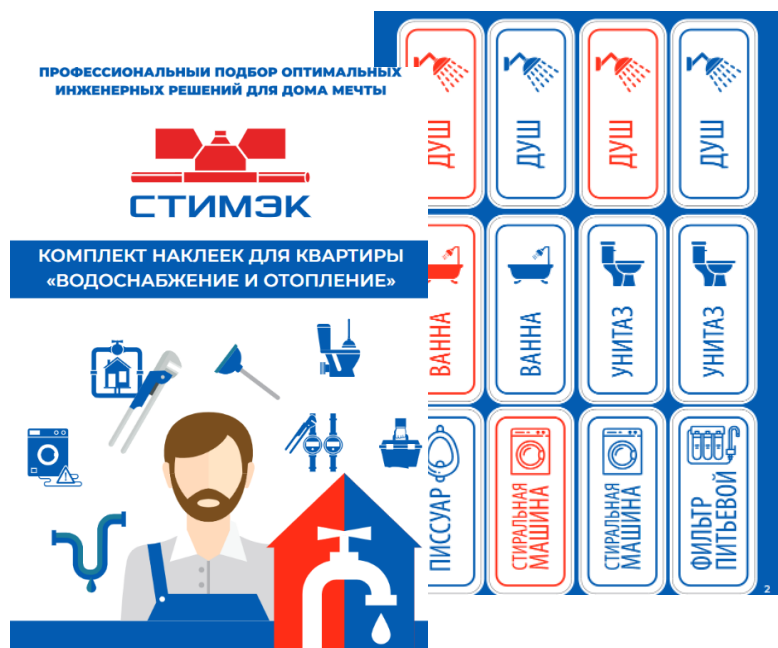 ПРОФЕССИОНАЛЬНЫЙ ПОДБОР ОПТИМАЛЬНЫХ
ИНЖЕНЕРНЫХ РЕШЕНИЙ ДЛЯ ДОМА МЕЧТЫ
СТИМЭК
КОМПЛЕКТ НАКЛЕЕК ДЛЯ КВАРТИРЫ
«ВОДОСНАБЖЕНИЕ И ОТОПЛЕНИЕ»
ДУШ
ДУШ
ДУШ
ДУШ
ВАННА
ВАННА
УНИТАЗ
УНИТАЗ
ПИССУАР
СТИРАЛЬНАЯ
МАШИНА
СТИРАЛЬНАЯ
МАШИНА
ФИЛЬТР
ПИТЬЕВОЙ
2